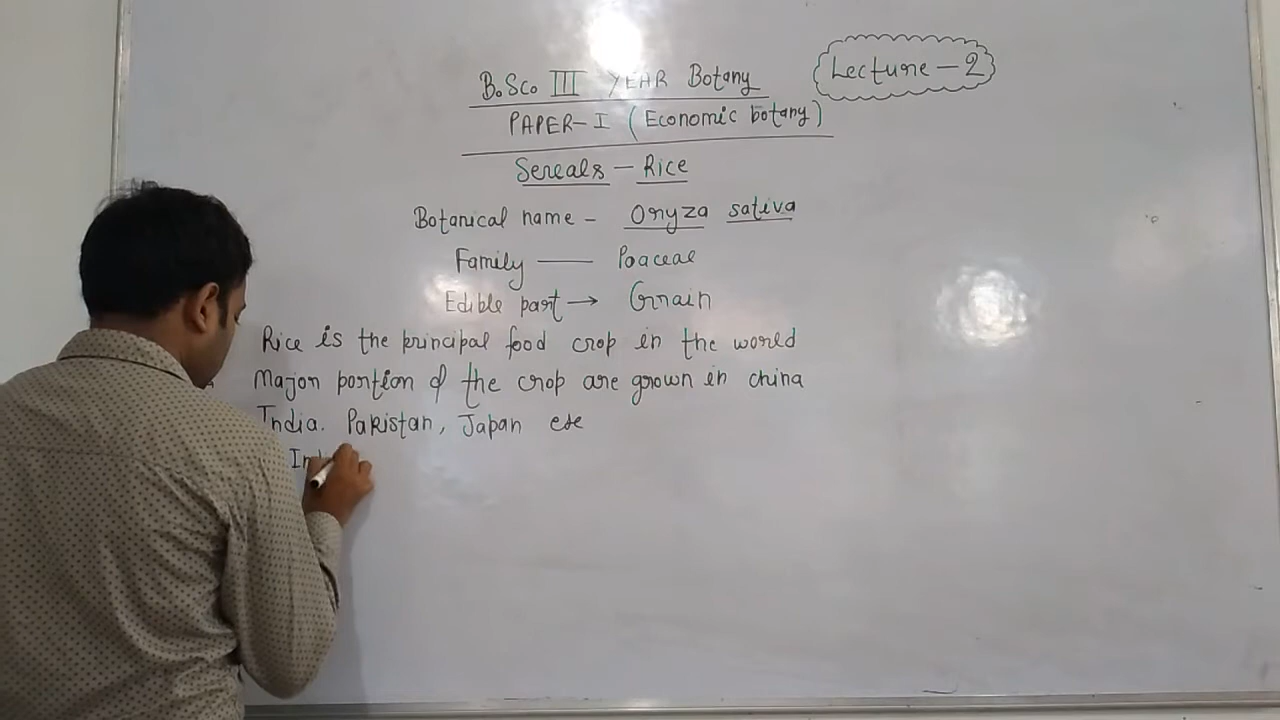 B.Sc. III YEAR Botany
Lecture - 2
PAPER-I (Economic botany)
Sereals - Rice
Botanical name - Oryza sativa
Family — Poaceae
Edible part → Grain
Rice is the principal food crop in the world
Major portion of the crop are grown in china
India. Pakistan, Japan etc